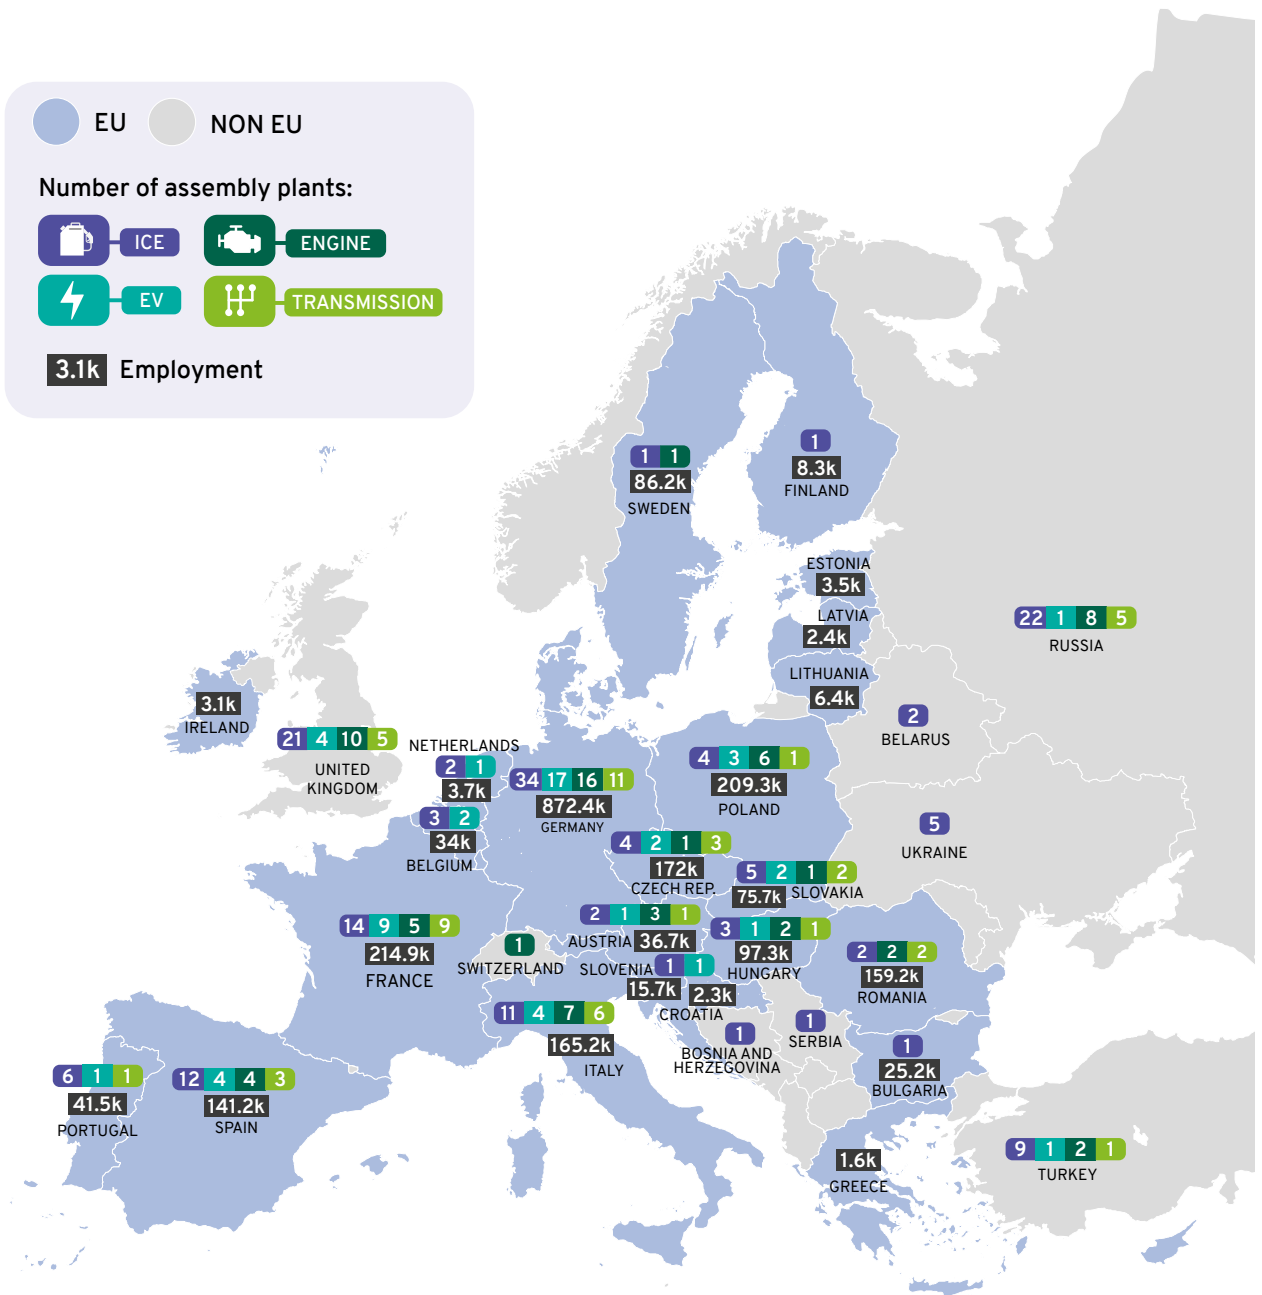 EU
NON EU
Number of assembly plants:
ICE
ENGINE
EV
TRANSMISSION
3.1k Employment
1
8.3k
FINLAND
1 1
86.2k
SWEDEN
ESTONIA
3.5k
LATVIA
2.4k
LITHUANIA
6.4k
22 1 8 5
RUSSIA
3.1k
IRELAND
21 4 10 5
UNITED
KINGDOM
NETHERLANDS
2 1
3.7k
34 17 16 11
872.4k
GERMANY
4 3 6 1
209.3k
POLAND
2
BELARUS
3 2
34k
BELGIUM
5
UKRAINE
4 2 1 3
172k
CZECH REP.
5 2 1 2
75.7k
SLOVAKIA
14 9 5 9
214.9k
FRANCE
1
SWITZERLAND
2 1 3 1
AUSTRIA 36.7k
3 1 2 1
97.3k
HUNGARY
SLOVENIA 1 1
15.7k
2.3k
CROATIA
2 2 2
159.2k
ROMANIA
11 4 7 6
165.2k
ITALY
1
BOSNIA AND
HERZEGOVINA
1
SERBIA
1
25.2k
BULGARIA
6 1 1
41.5k
PORTUGAL
12 4 4 3
141.2k
SPAIN
1.6k
GREECE
9 1 2 1
TURKEY